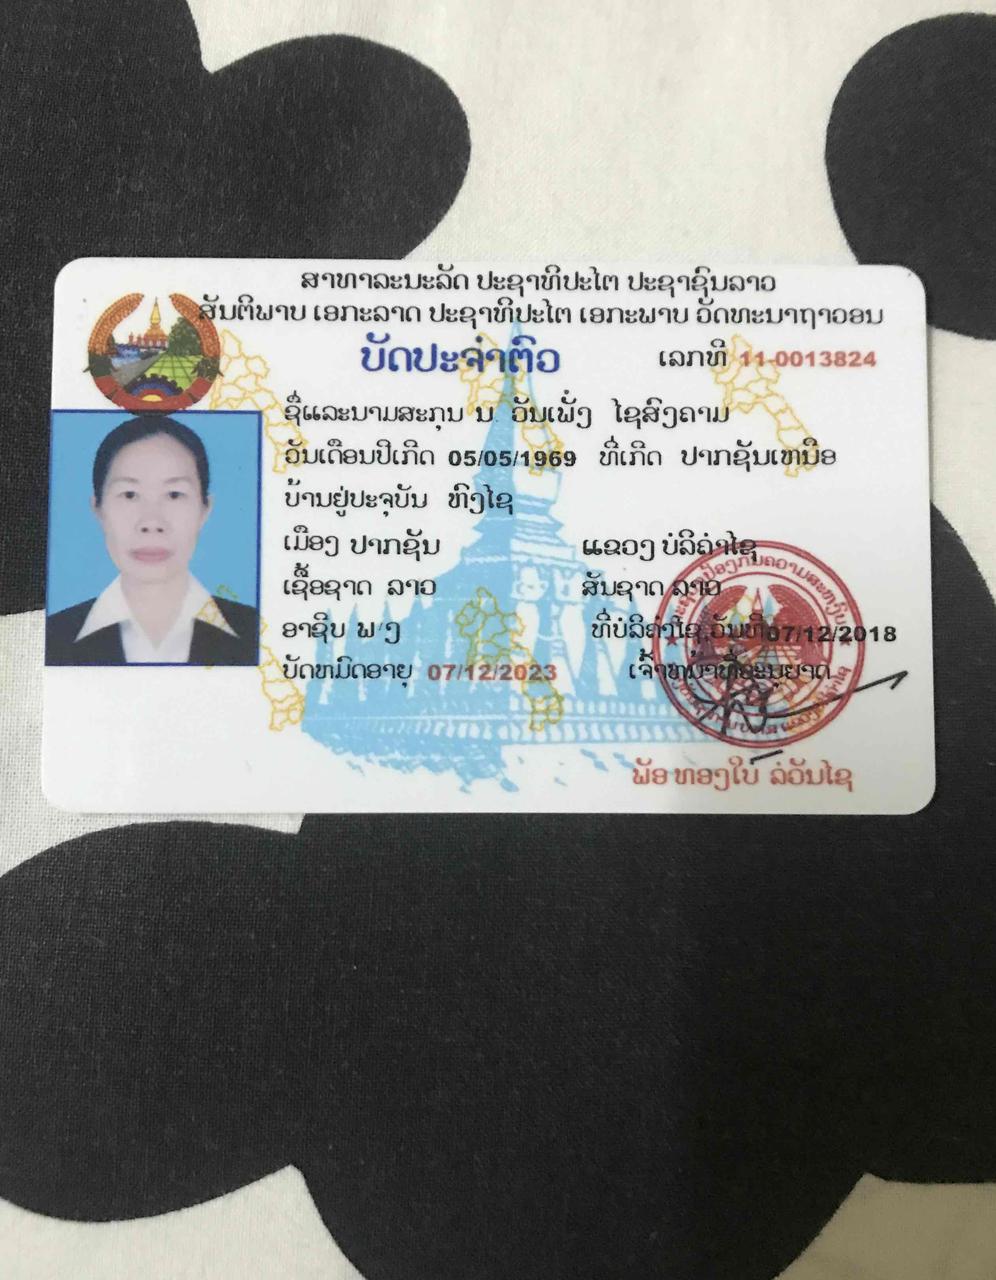 ສາທາລະນະລັດ ປະຊາທິປະໄຕ ປະຊາຊົນລາວ
ສັນຕິພາບ ເອກະລາດ ປະຊາທິປະໄຕ ເອກະພາບ ວັດທະນາຖາວອນ
ບັດປະຈຳຕົວ ເລກທີ 11-0013824
ຊື່ແລະນາມສະກຸນ ນ. ວັນເພັ່ງ ໄຊສົງຄາມ
ວັນເດືອນປີເກີດ 05/05/1969 ທີ່ເກີດ ປາກຊັນເຫນືອ
ບ້ານຢູ່ປະຈຸບັນ ທົ່ງໄຊ
ເມືອງ ປາກຊັນ ແຂວງ ບໍລິຄຳໄຊ
ເຊື້ອຊາດ ລາວ ສັນຊາດ ລາວ
ອາຊີບ ພ/ງ ທີ່ບໍລິຄຳໄຊ ວັນທີ 07/12/2018
ບັດຫມົດອາຍຸ 07/12/2023 ເຈົ້າຫນ້າທີ່ອະນຸຍາດ
ພັອ ທອງໃບ ລໍວັນໄຊ